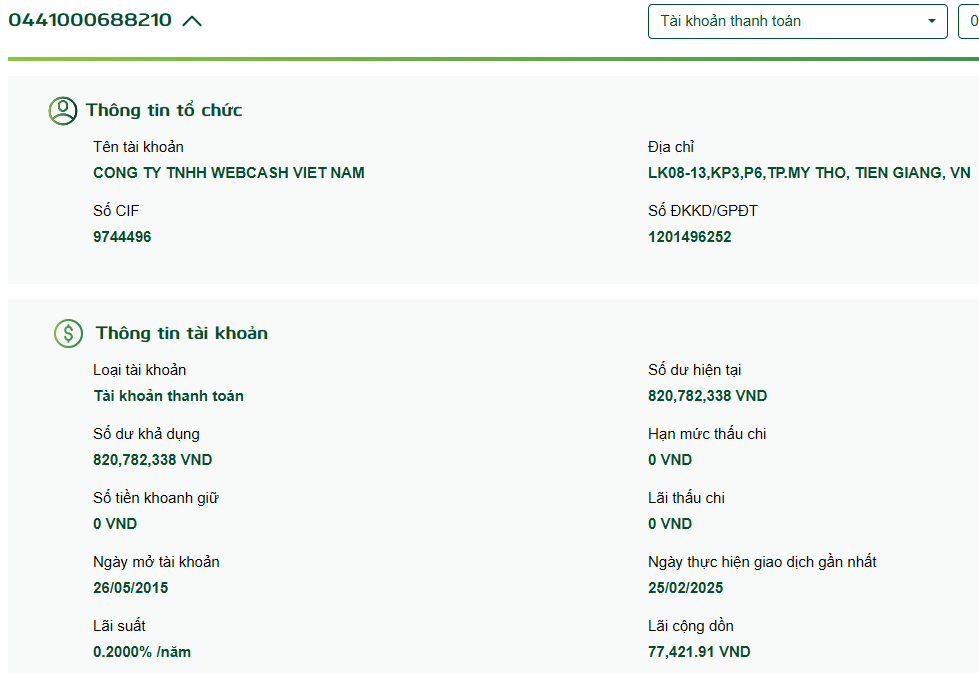 0441000688210
Tài khoản thanh toán
0
Thông tin tổ chức
Tên tài khoản
CONG TY TNHH WEBCASH VIET NAM
Địa chỉ
LK08-13,KP3,P6,TP.MY THO, TIEN GIANG, VN
Số CIF
9744496
Số ĐKKD/GPĐT
1201496252
Thông tin tài khoản
Loại tài khoản
Tài khoản thanh toán
Số dư hiện tại
820,782,338 VND
Số dư khả dụng
820,782,338 VND
Hạn mức thấu chi
0 VND
Số tiền khoanh giữ
0 VND
Lãi thấu chi
0 VND
Ngày mở tài khoản
26/05/2015
Ngày thực hiện giao dịch gần nhất
25/02/2025
Lãi suất
0.2000% /năm
Lãi cộng dồn
77,421.91 VND